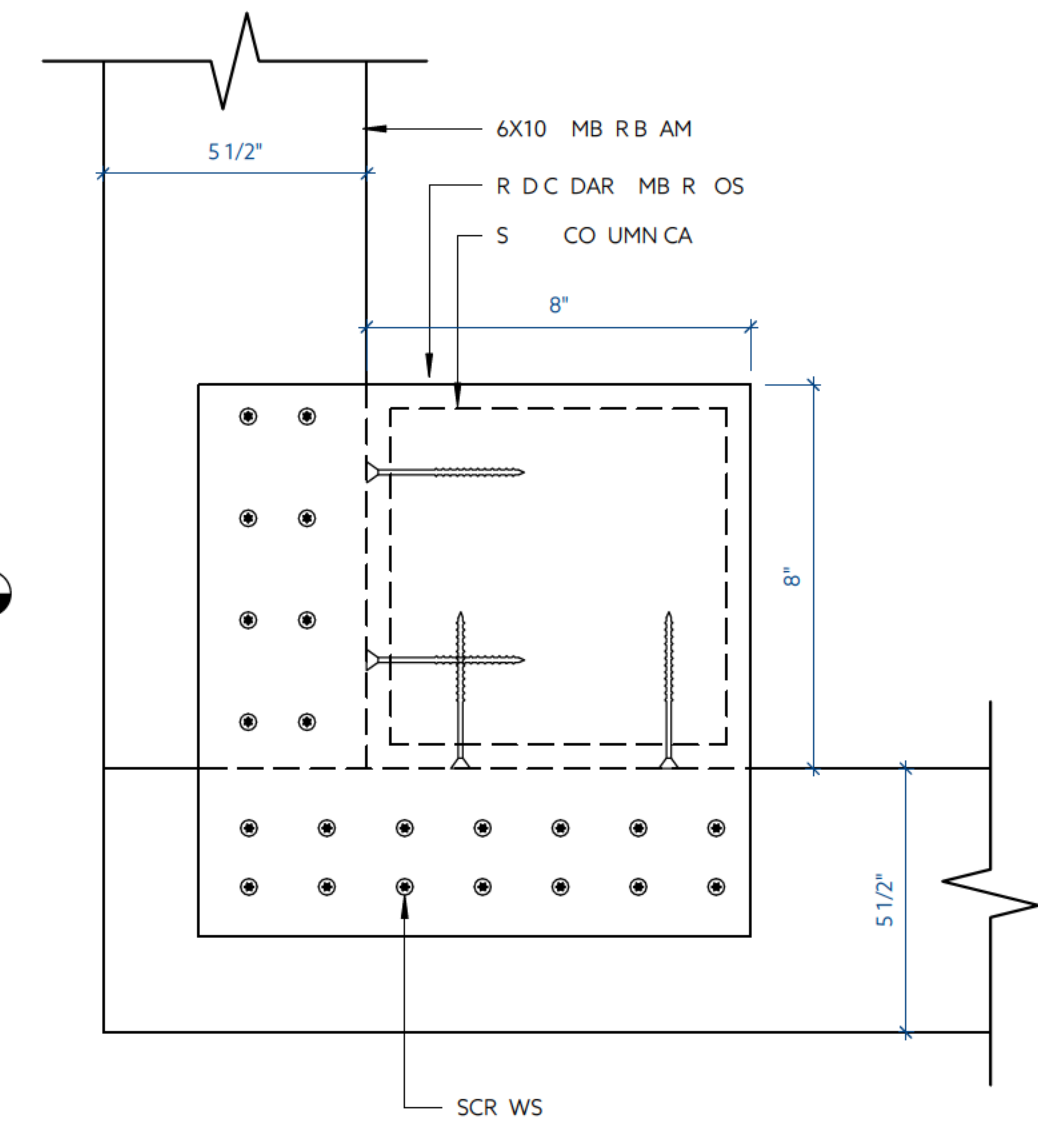 6X10 MB R B AM
5 1/2"
R D C DAR MB R OS
S CO UMN CA
8"
8"
5 1/2"
SCR WS